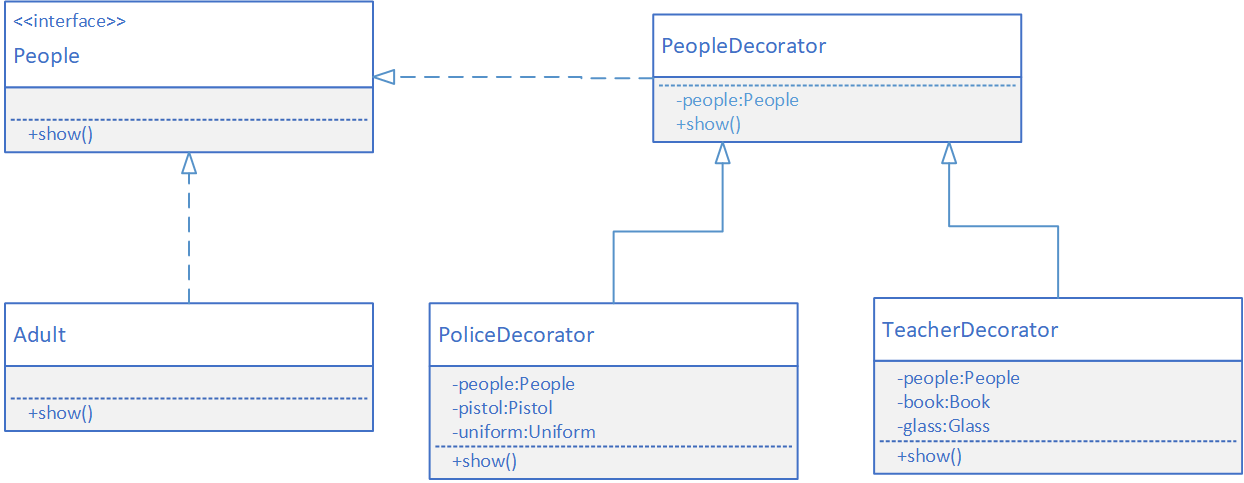 <<interface>>
People
+show()
PeopleDecorator
-people:People
+show()
Adult
+show()
PoliceDecorator
-people:People
-pistol:Pistol
-uniform:Uniform
+show()
TeacherDecorator
-people:People
-book:Book
-glass:Glass
+show()